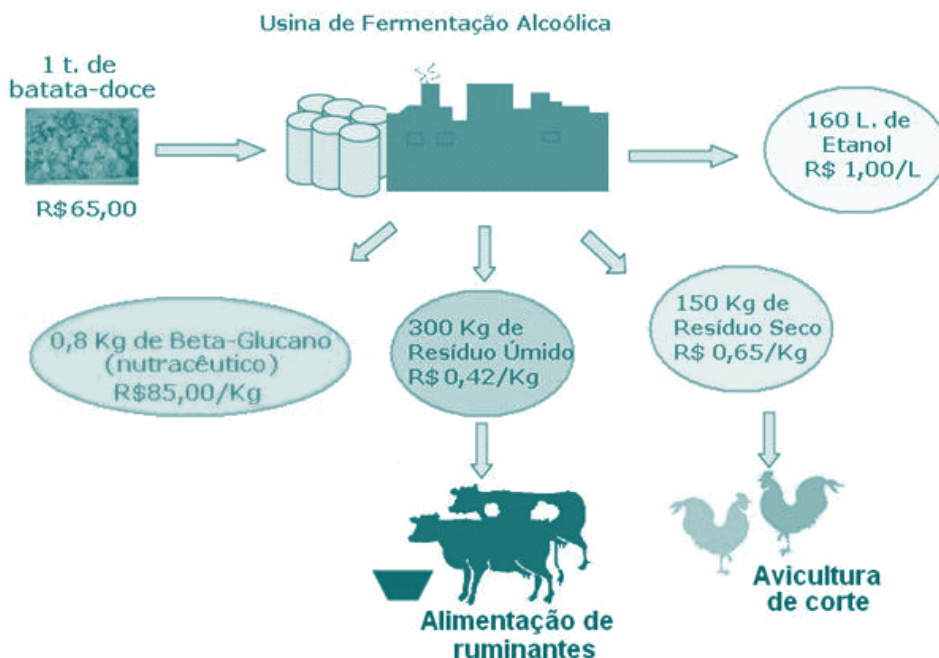 Usina de Fermentação Alcoólica
1 t. de
batata-doce
R$65,00
160 L. de
Etanol
R$ 1,00/L
0,8 Kg de Beta-Glucano
(nutracêutico)
R$85,00/Kg
300 Kg de
Resíduo Úmido
R$ 0,42/Kg
150 Kg de
Resíduo Seco
R$ 0,65/Kg
Alimentação de
ruminantes
Avicultura
de corte